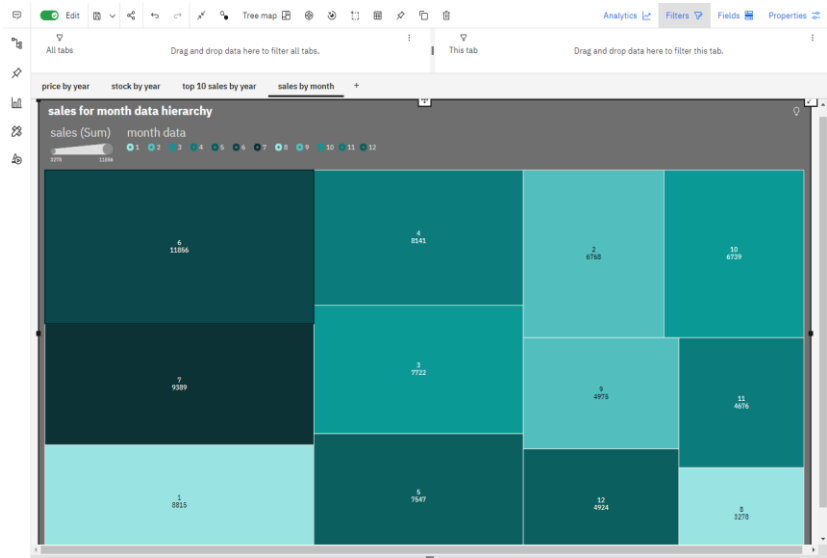 Edit
Tree map
Analytics
Filters
Fields
Properties
All tabs
Drag and drop data here to filter all tabs.
This tab
Drag and drop data here to filter this tab.
price by year
stock by year
top 10 sales by year
sales by month
+
sales for month data hierarchy
sales (Sum)
month data
1 2 3 4 5 6 7 8 9 10 11 12
11866
6
11866
4
8141
2
6768
10
6739
7
9389
3
7722
9
4975
11
4676
1
8815
5
7547
12
4924
8
3278